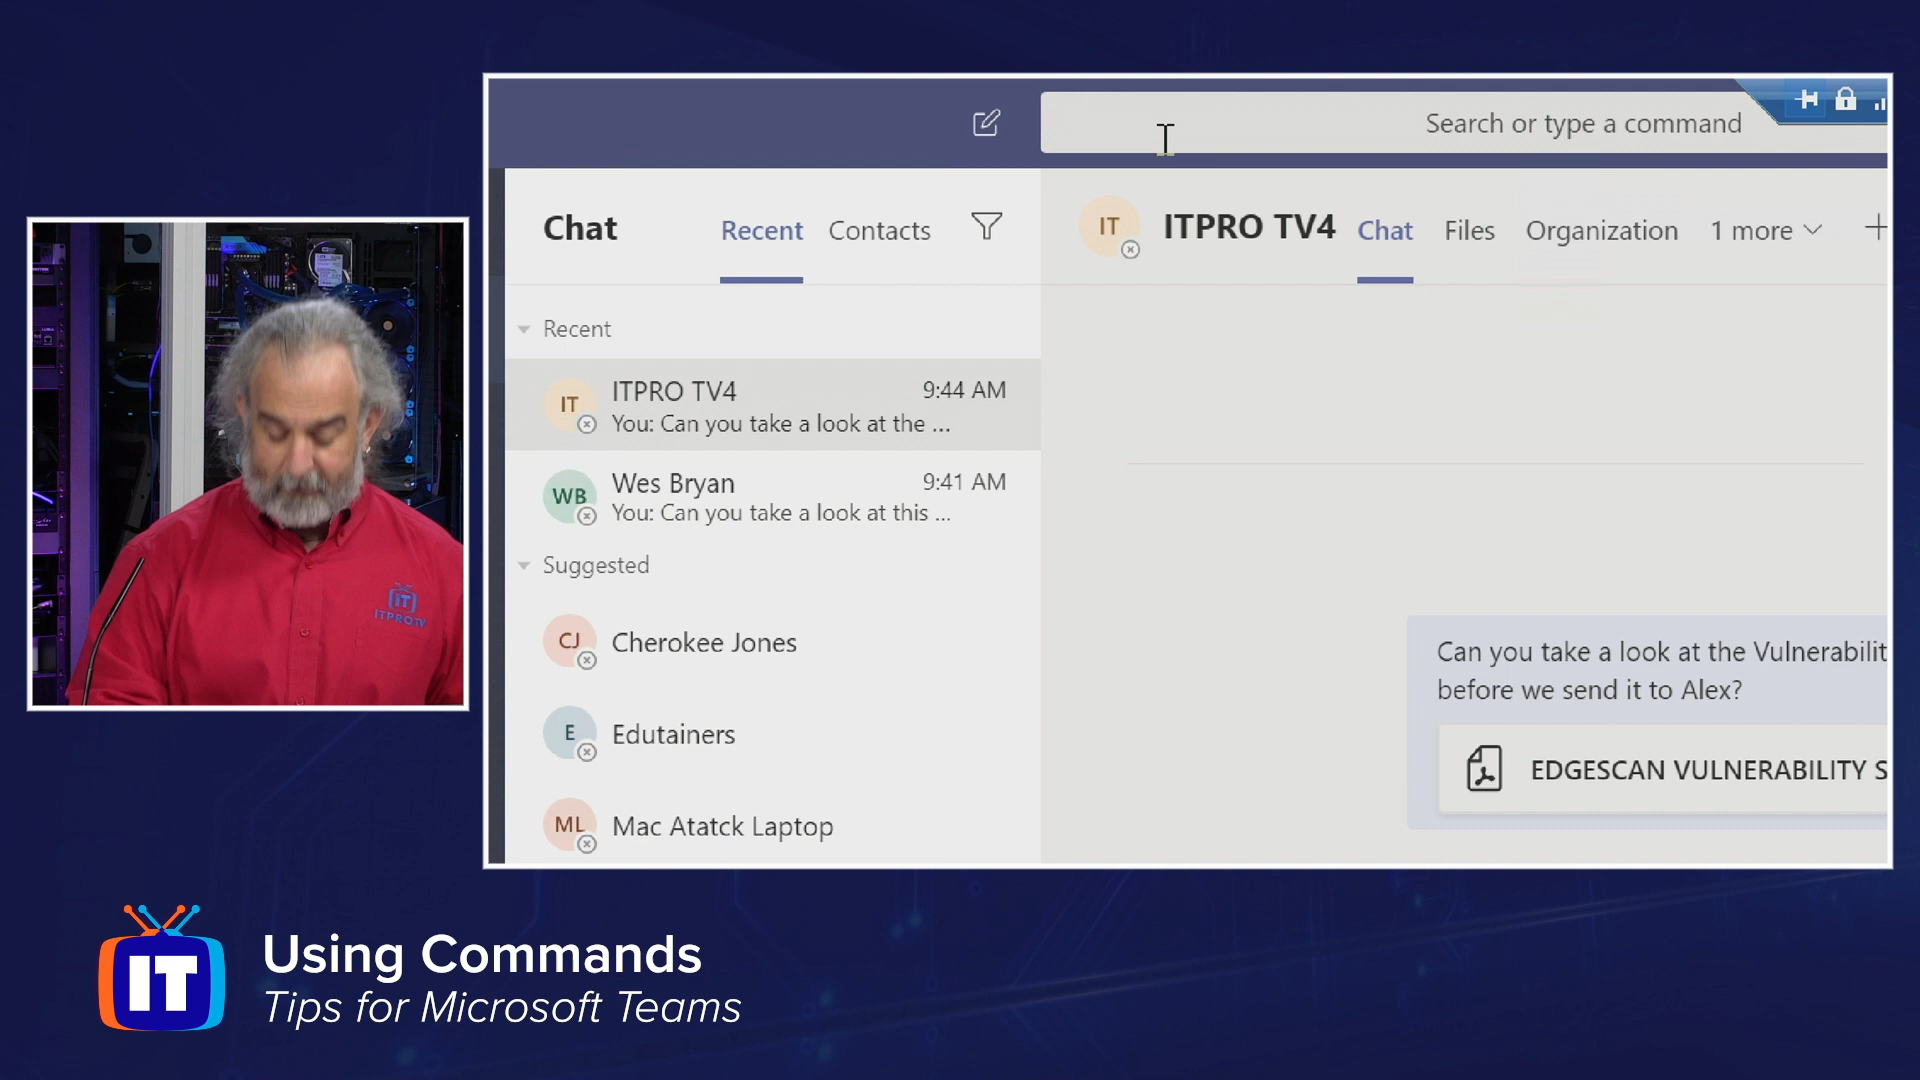 Search or type a command
Chat
Recent
Contacts
IT
ITPRO TV4
Chat
Files
Organization
1 more
Recent
IT
ITPRO TV4
9:44 AM
You: Can you take a look at the ...
WB
Wes Bryan
9:41 AM
You: Can you take a look at this ...
Suggested
CJ
Cherokee Jones
E
Edutainers
ML
Mac Atatck Laptop
Can you take a look at the Vulnerabilit
before we send it to Alex?
EDGESCAN VULNERABILITY S
IT
ITPROTV
IT
Using Commands
Tips for Microsoft Teams